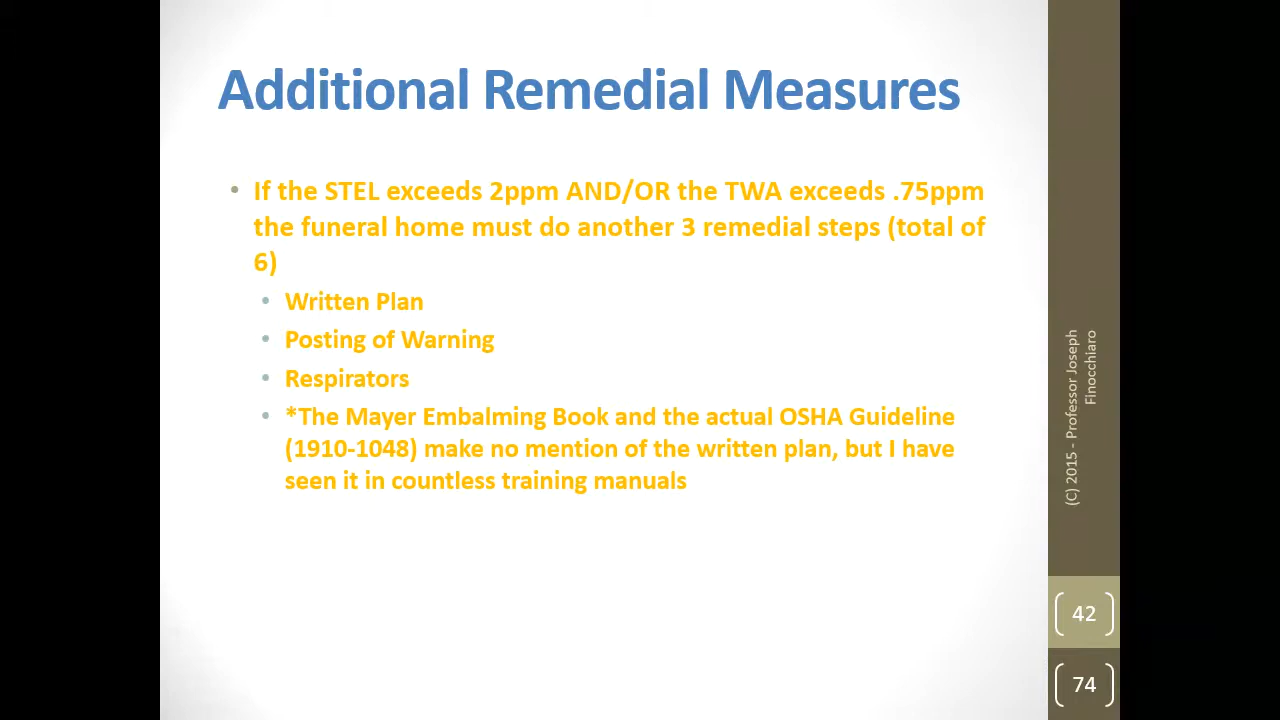 Additional Remedial Measures
• If the STEL exceeds 2ppm AND/OR the TWA exceeds .75ppm
the funeral home must do another 3 remedial steps (total of
6)
• Written Plan
• Posting of Warning
• Respirators
• *The Mayer Embalming Book and the actual OSHA Guideline
(1910-1048) make no mention of the written plan, but I have
seen it in countless training manuals
(C) 2015 - Professor Joseph
Finocchiaro
42
74